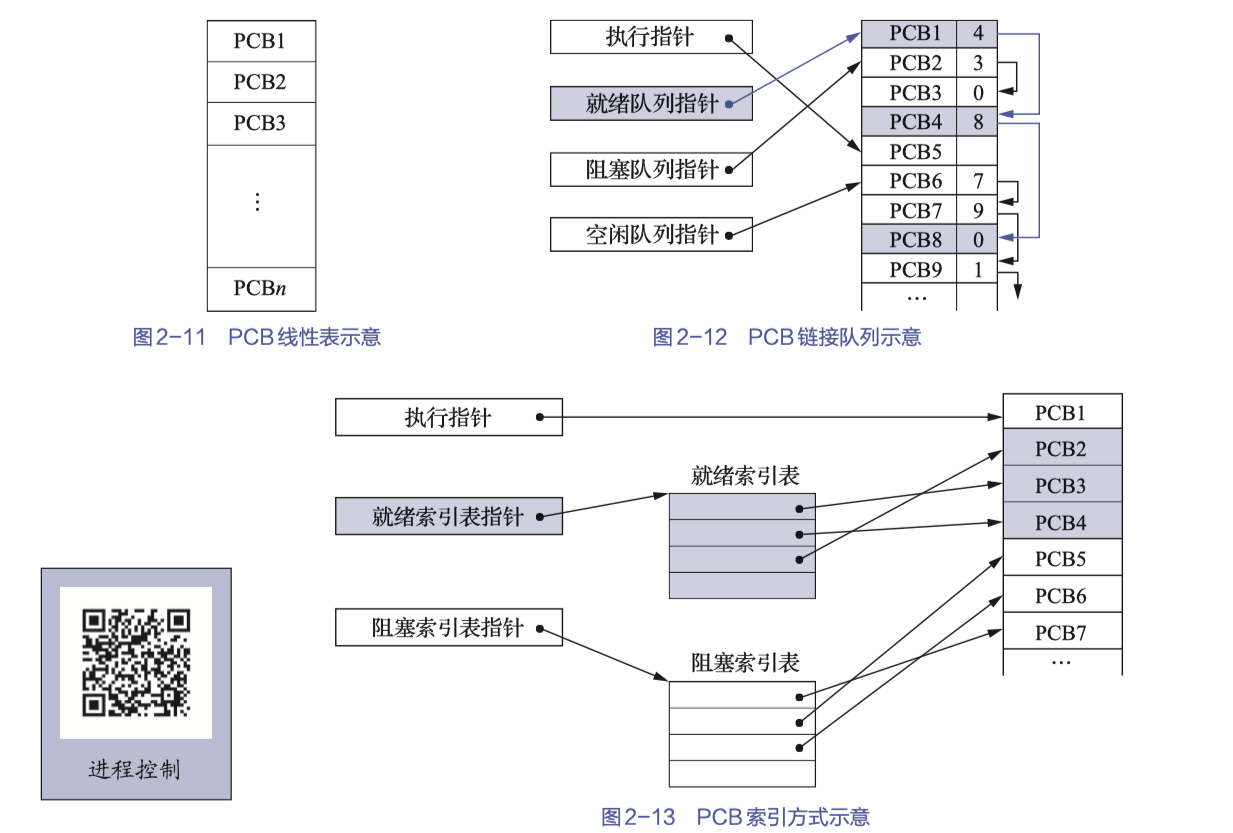 PCB1
PCB2
PCB3
⋮
PCBn
图2-11 PCB线性表示意
执行指针
就绪队列指针
阻塞队列指针
空闲队列指针
PCB1 4
PCB2 3
PCB3 0
PCB4 8
PCB5
PCB6 7
PCB7 9
PCB8 0
PCB9 1
…
图2-12 PCB链接队列示意
执行指针
就绪索引表指针
阻塞索引表指针
就绪索引表
阻塞索引表
PCB1
PCB2
PCB3
PCB4
PCB5
PCB6
PCB7
…
图2-13 PCB索引方式示意
进程控制